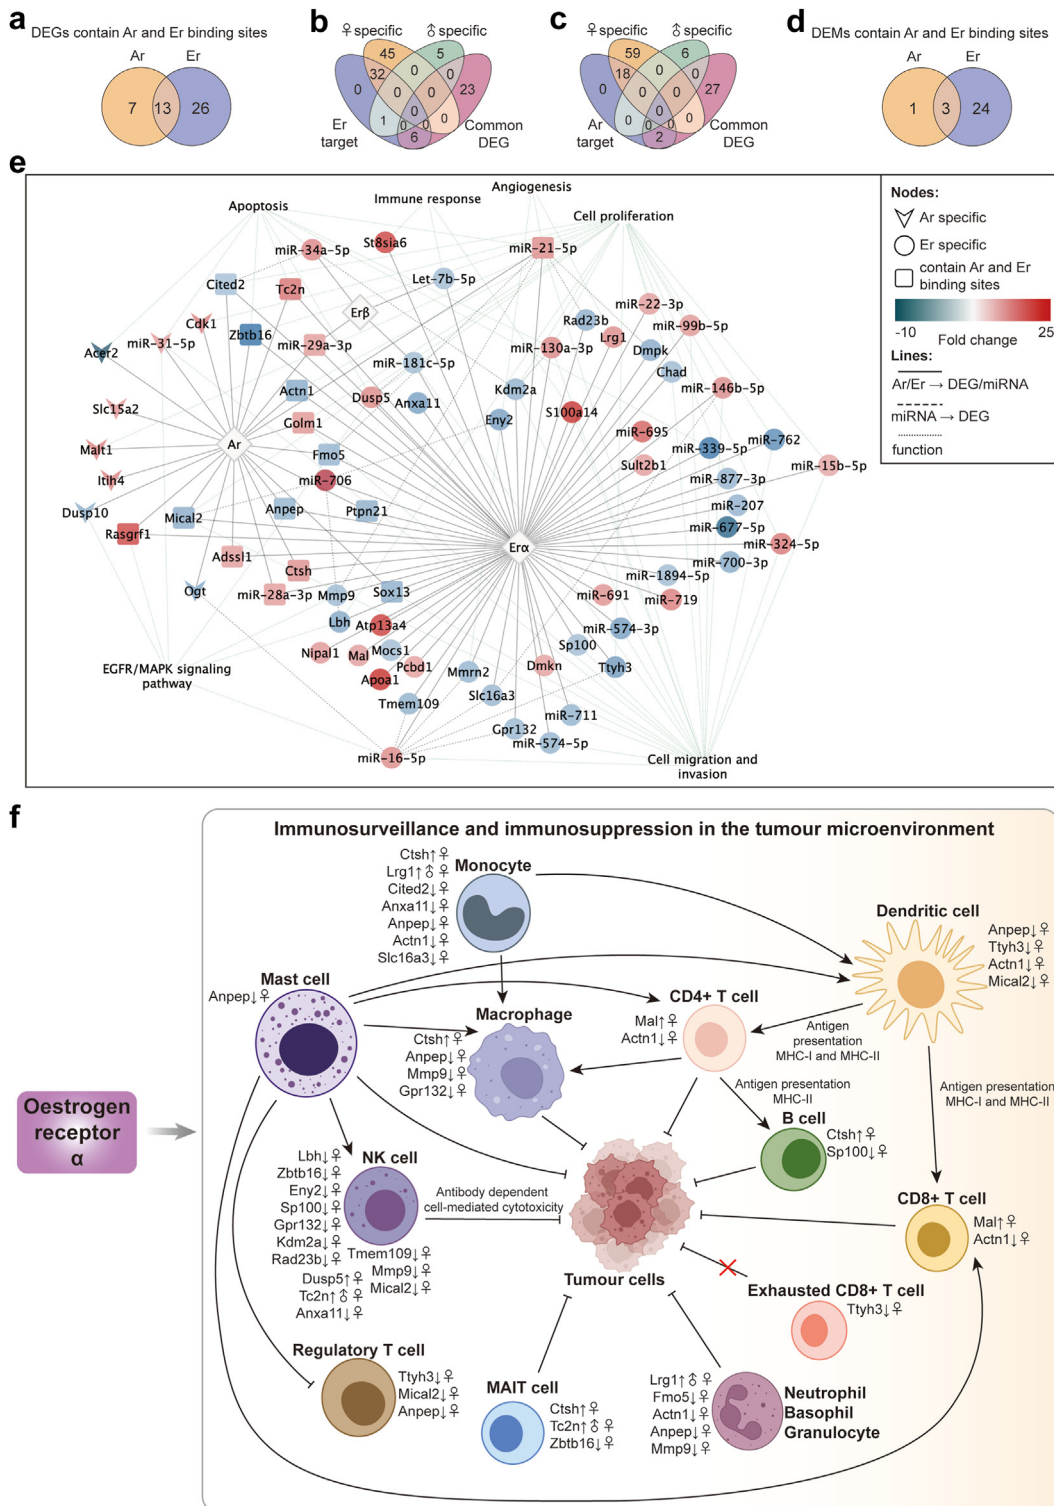 a
DEGs contain Ar and Er binding sites
Ar
Er
7
13
26
b
♀specific
♂specific
45
5
32
0
0
0
0
0
23
0
1
0
0
0
0
6
Er
target
Common
DEG
c
♀specific
♂specific
59
6
18
0
0
0
0
0
27
0
0
0
0
0
0
2
Ar
target
Common
DEG
d
DEMs contain Ar and Er binding sites
Ar
Er
1
3
24
e
Angiogenesis
Immune response
Apoptosis
Cell proliferation
miR-34a-5p
St8sia6
miR-21-5p
Cited2
Tc2n
Let-7b-5p
Erβ
miR-22-3p
Cdk1
Zbtb16
Rad23b
Lrg1
miR-99b-5p
Acer2
miR-31-5p
miR-29a-3p
miR-130a-3p
Dmpk
miR-181c-5p
Chad
Actn1
Dusp5
Anxa11
Kdm2a
miR-146b-5p
Slc15a2
Golm1
Eny2
S100a14
miR-695
Malt1
Ar
Fmo5
miR-339-5p
miR-762
Sult2b1
miR-15b-5p
Itih4
miR-706
miR-877-3p
Dusp10
Mical2
Anpep
Ptpn21
miR-207
Rasgrf1
miR-677-5p
Adssl1
Erα
miR-324-5p
Ctsh
miR-700-3p
miR-1894-5p
Ogt
miR-28a-3p
Mmp9
Sox13
miR-691
miR-719
Lbh
Atp13a4
miR-574-3p
Nipal1
Mal
Mocs1
Sp100
Pcbd1
EGFR/MAPK signaling
pathway
Apoa1
Mmrn2
Dmkn
Ttyh3
Tmem109
Slc16a3
miR-711
Gpr132
miR-574-5p
miR-16-5p
Cell migration and
invasion
Nodes:
Ar specific
Er specific
contain Ar and Er
binding sites
-10
25
Fold change
Lines:
Ar/Er → DEG/miRNA
miRNA → DEG
function
f
Immunosurveillance and immunosuppression in the tumour microenvironment
Ctsh↑♀
Lrg1↑♂♀
Cited2↓♀
Anxa11↓♀
Anpep↓♀
Actn1↓♀
Slc16a3↓♀
Monocyte
Dendritic cell
Anpep↓♀
Ttyh3↓♀
Actn1↓♀
Mical2↓♀
Mast cell
Anpep↓♀
Macrophage
Ctsh↑♀
Anpep↓♀
Mmp9↓♀
Gpr132↓♀
CD4+ T cell
Mal↑♀
Actn1↓♀
Antigen
presentation
MHC-I and MHC-II
Antigen presentation
MHC-II
Antigen presentation
MHC-I and MHC-II
Oestrogen
receptor
α
B cell
Ctsh↑♀
Sp100↓♀
NK cell
Lbh↓♀
Zbtb16↓♀
Eny2↓♀
Sp100↓♀
Gpr132↓♀
Kdm2a↓♀
Rad23b↓♀
Dusp5↑♀
Tc2n↑♂♀
Anxa11↓♀
Tmem109↓♀
Mmp9↓♀
Mical2↓♀
Antibody dependent
cell-mediated cytotoxicity
Tumour cells
CD8+ T cell
Mal↑♀
Actn1↓♀
Exhausted CD8+ T cell
Ttyh3↓♀
Regulatory T cell
Ttyh3↓♀
Mical2↓♀
Anpep↓♀
MAIT cell
Ctsh↑♀
Tc2n↑♂♀
Zbtb16↓♀
Lrg1↑♂♀
Fmo5↓♀
Actn1↓♀
Anpep↓♀
Mmp9↓♀
Neutrophil
Basophil
Granulocyte